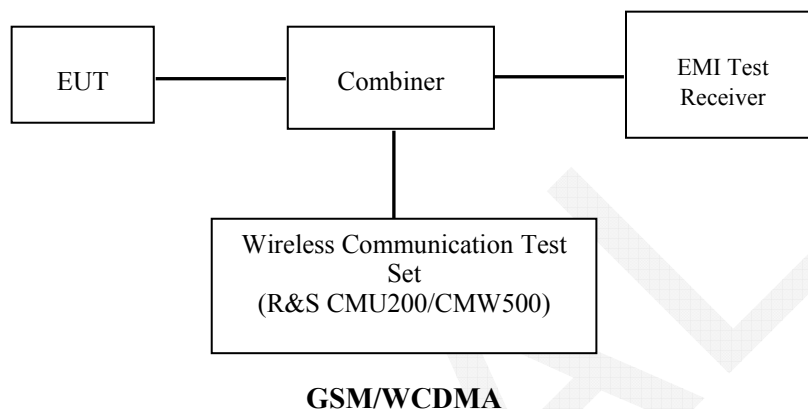 EUT
Combiner
EMI Test
Receiver
Wireless Communication Test
Set
(R&S CMU200/CMW500)
GSM/WCDMA